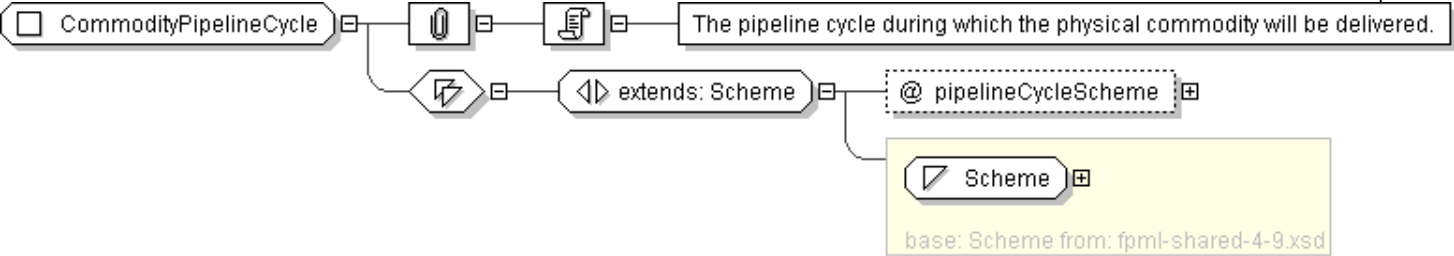 CommodityPipelineCycle
The pipeline cycle during which the physical commodity will be delivered.
extends: Scheme
@ pipelineCycleScheme
Scheme
base: Scheme from: fpml-shared-4-9.xsd